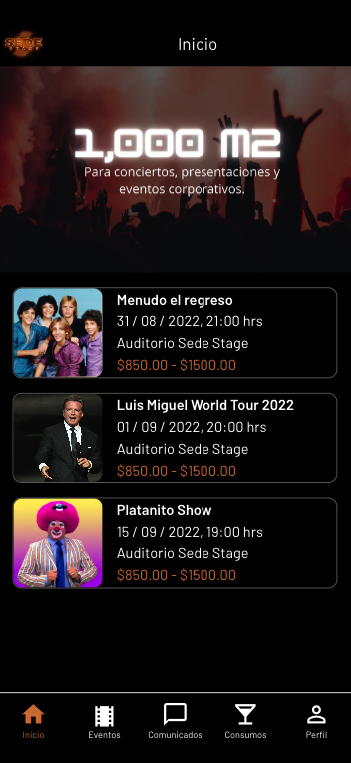 SEDE
Inicio
1,000 M2
Para conciertos, presentaciones y
eventos corporativos.
Menudo el regreso
31 / 08 / 2022, 21:00 hrs
Auditorio Sede Stage
$850.00 - $1500.00
Luis Miguel World Tour 2022
01 / 09 / 2022, 20:00 hrs
Auditorio Sede Stage
$850.00 - $1500.00
Platanito Show
15 / 09 / 2022, 19:00 hrs
Auditorio Sede Stage
$850.00 - $1500.00
Inicio
Eventos
Comunicados
Consumos
Perfil